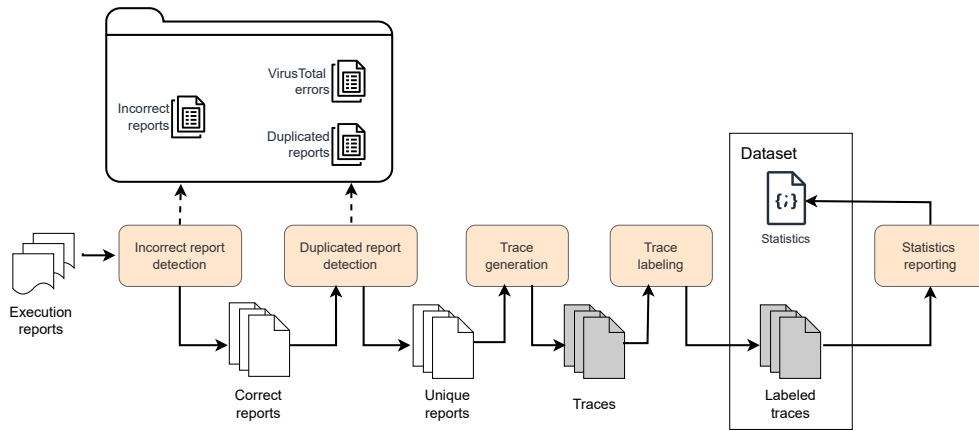 VirusTotal
errors
Incorrect
reports
Duplicated
reports
Dataset
{;}
Statistics
Incorrect report
detection
Duplicated report
detection
Trace
generation
Trace
labeling
Statistics
reporting
Execution
reports
Correct
reports
Unique
reports
Traces
Labeled
traces